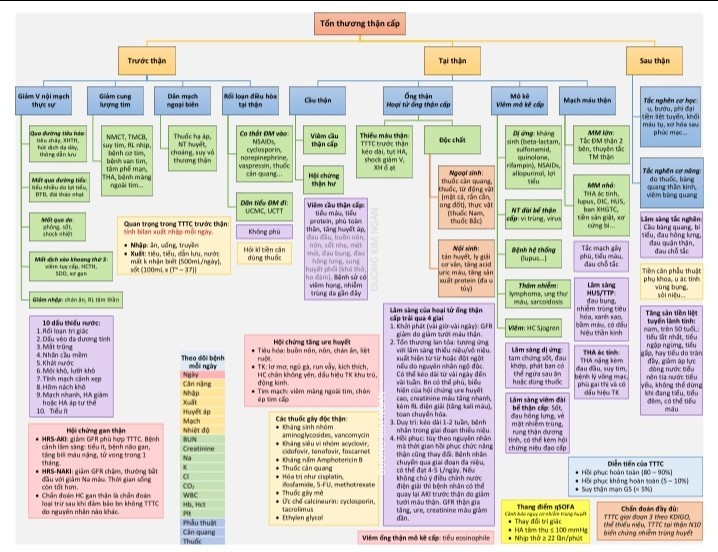 Tổn thương thận cấp
Trước thận
Tại thận
Sau thận
Giảm V nội mạch
thực sự
Giảm cung
lượng tim
Dãn mạch
ngoại biên
Rối loạn điều hòa
tại thận
Cầu thận
Ống thận
Hoại tử ống thận cấp
Mô kẽ
Viêm mô kẽ cấp
Mạch máu thận
Qua đường tiêu hóa:
tiêu chảy, XHTH,
hút dịch dạ dày,
thông dẫn lưu
Mất qua đường tiểu:
tiểu nhiều do lợi tiểu,
ĐTĐ, đái tháo nhạt
Mất qua da:
phỏng, sốt,
shock nhiệt
Mất dịch vào khoang thứ 3:
viêm tụy cấp, HCTH,
SDD, xơ gan
Giảm nhập: chán ăn, RL tâm thần
NMCT, TMCB,
suy tim, RL nhịp,
bệnh cơ tim,
bệnh van tim,
tâm phế mạn,
THA, bệnh màng
ngoài tim...
Thuốc hạ áp,
NT huyết,
choáng, suy vỏ
thượng thận
Co thắt ĐM vào:
NSAIDs,
cyclosporin,
norepinephrine,
vasopressin, thuốc
cản quang...
Dãn tiểu ĐM đi:
UCMC, UCTT
Không phù
Hỏi kĩ tiền căn
dùng thuốc
Quan trọng trong TTTC trước thận:
tính bilan xuất nhập mỗi ngày.
• Nhập: ăn, uống, truyền
• Xuất: tiểu, tiêu, dẫn lưu, nước
mất k nhận biết (500mL/ngày),
sốt (100mL x (T° – 37))
Viêm cầu
thận cấp
Hội chứng
thận hư
Viêm cầu thận cấp:
tiểu máu, tiểu
protein, phù toàn
thân, tăng huyết áp,
Bệnh sử có
viêm họng, nhiễm
trùng da gần đây
Thiếu máu thận:
TTTC trước thận
kéo dài, tụt HA,
shock giảm V,
XH ồ ạt
Độc chất
Ngoại sinh:
thuốc cản quang,
thuốc, từ động vật
(mật cá, rắn cắn,
ong đốt), thực vật
(thuốc Nam,
thuốc Bắc)
Nội sinh:
tán huyết, ly giải
cơ vân, tăng acid
uric máu, tăng sản
xuất protein (đa u
tủy)
Dị ứng: kháng
sinh (beta-lactam,
sulfonamid,
quinolone,
rifampin), NSAIDs,
allopurinol, lợi
tiểu
NT đài bể thận
cấp: vi trùng, virus
Bệnh hệ thống
(lupus...)
Thâm nhiễm:
lymphoma, ung thư
máu, sarcoidosis
Viêm: HC Sjogren
MM lớn:
Tắc ĐM thận 2
bên, thuyên tắc
TM thận
MM nhỏ:
THA ác tính,
lupus, DIC, HUS,
ban XHGTC,
tiền sản giật, xơ
cứng bì...
Tắc mạch gây
phù, tiểu máu,
đau chỗ tắc
Lâm sàng
HUS/TTP:
đau bụng,
nhiễm trùng tiêu
hóa, xanh xao,
bầm máu, có dấu
hiệu thần kinh
THA ác tính:
THA nặng kèm
đau đầu, suy tim,
bệnh lý võng mạc,
phù gai thị và có
dấu hiệu TK
Tắc nghẽn cơ học:
u, bướu, phì đại
tiền liệt tuyến, khối
máu tụ, xơ hóa sau
phúc mạc...
Tắc nghẽn cơ năng:
do thuốc, bàng
quang thần kinh,
viêm bàng quang
Lâm sàng tắc nghẽn:
Cầu bàng quang, bí
tiểu, đau hông lưng,
đau quặn thận,
đau chỗ tắc
Tiền căn phẫu thuật
phụ khoa, u ác tính
vùng bụng,
sỏi niệu...
Tăng sản tiền liệt
tuyến lành tính:
nam, trên 50 tuổi,
tiểu lắt nhắt, tiểu
ngập ngừng, tiểu
gấp, hay tiểu do tràn
đầy, giảm áp lực
dòng nước tiểu
nên tia nước tiểu
yếu, không thể dừng
khi đang tiểu, tiểu
đêm, có thể tiểu
máu
10 dấu thiếu nước:
1. Rối loạn tri giác
2. Dấu véo da dương tính
3. Mắt trũng
4. Nhãn cầu mềm
5. Khát nước
6. Môi khô, lưỡi khô
7. Tĩnh mạch cảnh xẹp
8. Hõm nách khô
9. Mạch nhanh, HA giảm
hoặc HA áp tư thế
10. Tiểu ít
Hội chứng gan thận:
• HRS-AKI: giảm GFR phù hợp TTTC. Bệnh
cảnh lâm sàng: tiểu ít, bệnh não gan,
tăng bili máu nặng, tử vong trong 1
tháng.
• HRS-NAKI: giảm GFR chậm, thường bắt
đầu với giảm Na máu. Thời gian sống
còn tốt hơn.
• Chẩn đoán HC gan thận là chẩn đoán
loại trừ sau khi đảm bảo bn không TTTC
do nguyên nhân nào khác.
Theo dõi bệnh
mỗi ngày
Ngày
Cân nặng
Nhập
Xuất
Huyết áp
Mạch
Nhiệt độ
BUN
Creatinine
Na
K
Cl
CO₂
WBC
Hb, Hct
Plt
Phẫu thuật
Cản quang
Thuốc
Hội chứng tăng ure huyết
• Tiêu hóa: buồn nôn, nôn, chán ăn, liệt
ruột.
• TK: lơ mơ, ngủ gà, run vẫy, kích thích,
HC chân không yên, dấu hiệu TK khu trú,
động kinh.
• Tim mạch: viêm màng ngoài tim, chèn
ép tim cấp
Các thuốc gây độc thận:
• Kháng sinh nhóm
aminoglycosides, vancomycin
• Kháng siêu vi nhóm acyclovir,
cidofovir, tenofovir, foscarnet
• Kháng nấm Amphotericin B
• Thuốc cản quang
• Hóa trị như cisplatin,
ifosfamide, 5-FU, methotrexate
• Thuốc gây mê
• Ức chế calcineurin: cyclosporin,
tacrolimus
• Ethylen glycol
Lâm sàng của hoại tử ống thận
cấp trải qua 4 giai
1. Khởi phát (vài giờ-vài ngày): GFR
giảm do giảm tưới máu thận.
2. Tổn thương lan tỏa: tương ứng
với lâm sàng thiểu niệu/vô niệu,
xuất hiện từ từ hoặc đột ngột
nếu do nguyên nhân ngộ độc.
Có thể kéo dài từ vài ngày đến
vài tuần. Bn có thể phù, biểu
hiện của hội chứng ure huyết
cao, creatinine máu tăng nhanh,
kèm RL điện giải (tăng kali máu),
toan chuyển hóa.
3. Duy trì: kéo dài 1-2 tuần, bệnh
nhân trong giai đoạn thiểu niệu.
4. Hồi phục: tùy theo nguyên nhân
mà thời gian hồi phục chức năng
thận cũng thay đổi. Bệnh nhân
chuyển qua giai đoạn đa niệu,
có thể đạt 4-5 L/ngày. Nếu
không chú ý điều chỉnh nước
điện giải thì bệnh nhân có thể
quay lại AKI trước thận do giảm
tưới máu thận. GFR thận gia
tăng, ure, creatinine máu giảm
dần.
Lâm sàng dị ứng:
tam chứng sốt, đau
khớp, phát ban có
thể ngứa sau ăn
hoặc dùng thuốc
Lâm sàng viêm đài
bể thận cấp: Sốt,
đau hông lưng, vẻ
mặt nhiễm trùng,
rung thận dương
tính, có thể kèm hội
chứng niệu đạo cấp
Viêm ống thận mô kẽ cấp: tiểu eosinophile
Diễn tiến của TTTC
• Hồi phục hoàn toàn (80 – 90%)
• Hồi phục không hoàn toàn (5 – 10%)
• Suy thận mạn GS (< 5%)
Thang điểm qSOFA
Cảnh báo nguy cơ nhiễm trùng huyết
• Thay đổi tri giác
• HA tâm thu ≤ 100 mmHg
• Nhịp thở ≥ 22 lần/phút
Chẩn đoán đầy đủ:
TTTC giai đoạn 3 theo KDIGO,
thể thiểu niệu, TTTC tại thận N10
biến chứng nhiễm trùng huyết